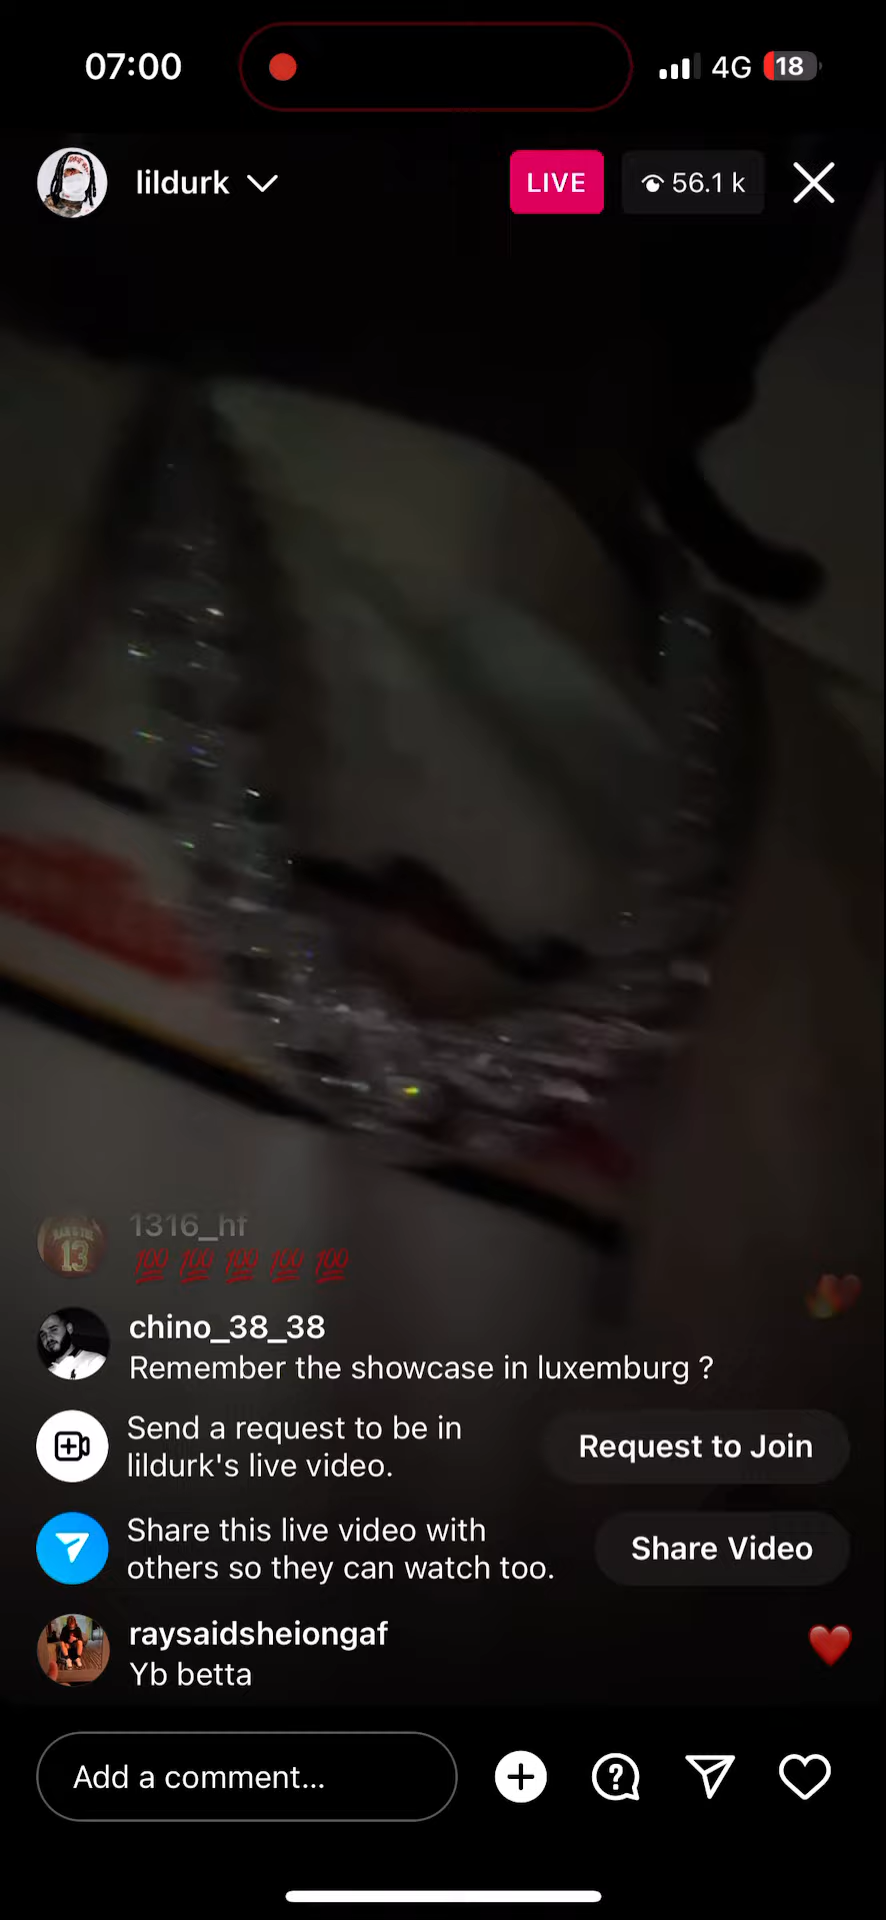 07:00
4G
18
lildurk
LIVE
56.1 k
1316_hf
💯 💯 💯 💯 💯
chino_38_38
Remember the showcase in luxemburg ?
Send a request to be in
lildurk's live video.
Request to Join
Share this live video with
others so they can watch too.
Share Video
raysaidsheiongaf
Yb betta
Add a comment...